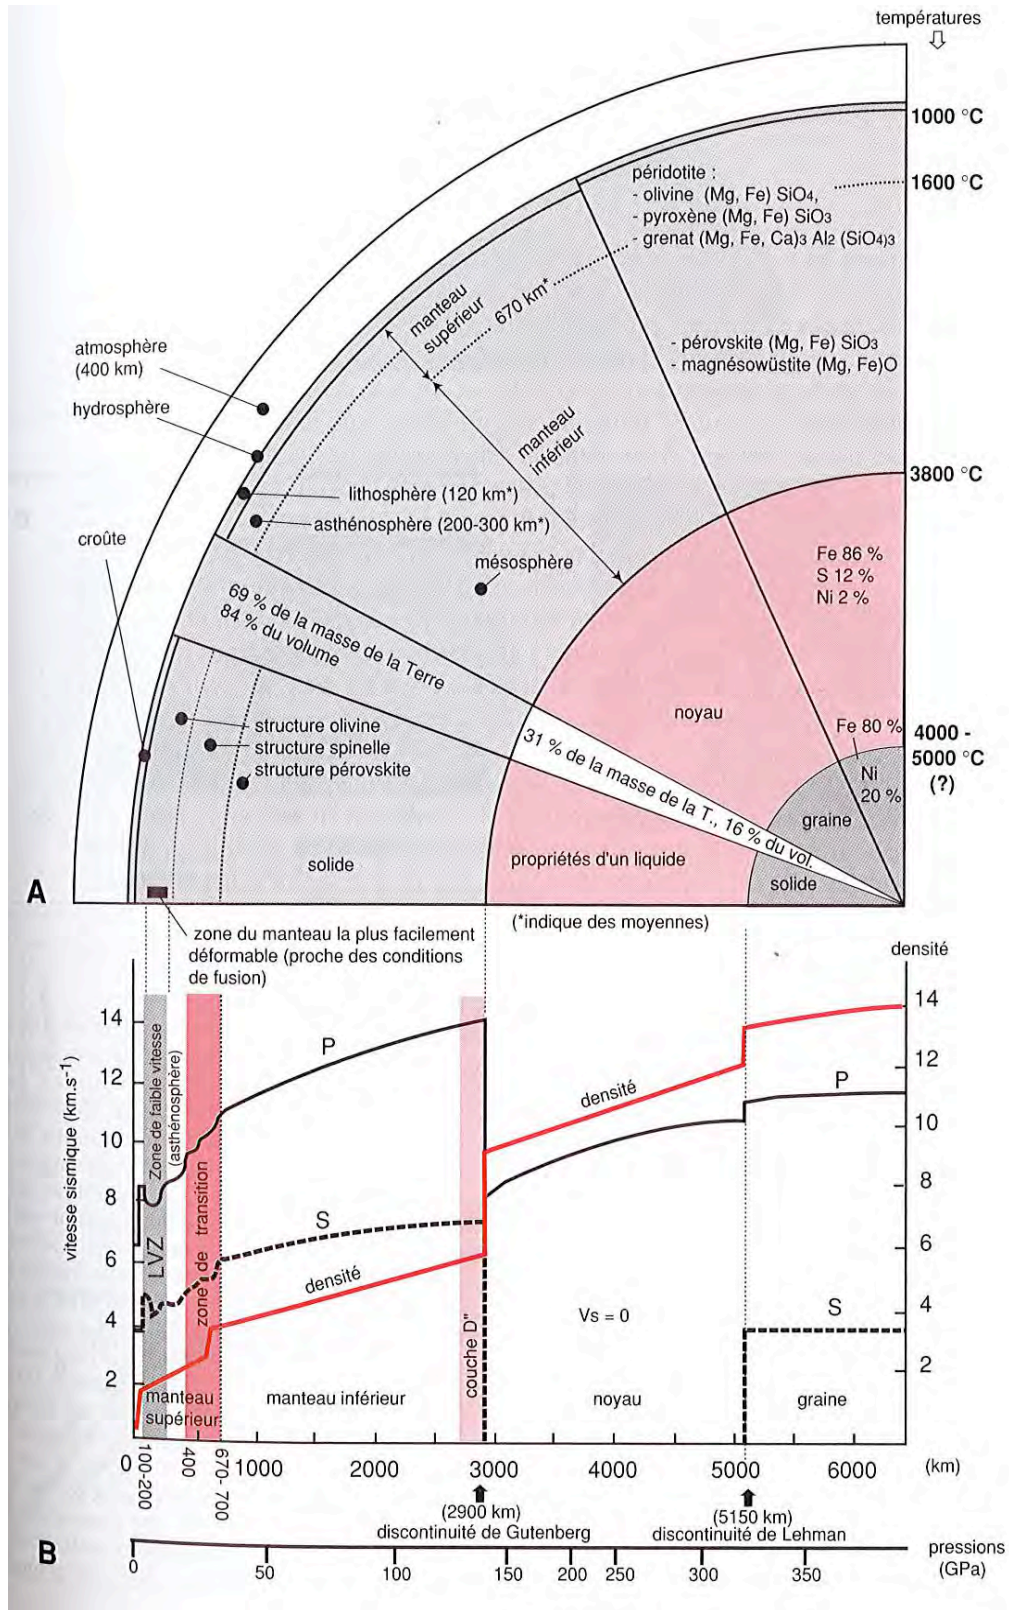 températures
1000 °C
1600 °C
péridotite :
- olivine (Mg, Fe) SiO4,
- pyroxène (Mg, Fe) SiO3
- grenat (Mg, Fe, Ca)3 Al2 (SiO4)3
manteau
supérieur
670 km*
atmosphère
(400 km)
- pérovskite (Mg, Fe) SiO3
- magnésowüstite (Mg, Fe)O
hydrosphère
manteau
inférieur
3800 °C
lithosphère (120 km*)
asthénosphère (200-300 km*)
croûte
mésosphère
Fe 86 %
S 12 %
Ni 2 %
69 % de la masse de la Terre
84 % du volume
noyau
structure olivine
structure spinelle
structure pérovskite
31 % de la masse de la T., 16 % du vol.
Fe 80 %
4000 -
5000 °C
(?)
Ni
20 %
graine
solide
propriétés d'un liquide
solide
A
(*indique des moyennes)
zone du manteau la plus facilement
déformable (proche des conditions
de fusion)
densité
vitesse sismique (km.s-1)
14
12
10
8
6
4
2
Zone de faible vitesse
(asthénosphère)
LVZ
zone de transition
P
S
densité
couche D"
densité
P
Vs = 0
S
14
12
10
8
6
4
2
manteau
supérieur
manteau inférieur
noyau
graine
0
100-200
400
670-700
1000
2000
3000
4000
5000
6000
(km)
(2900 km)
discontinuité de Gutenberg
(5150 km)
discontinuité de Lehman
B
pressions
(GPa)
0
50
100
150
200
250
300
350